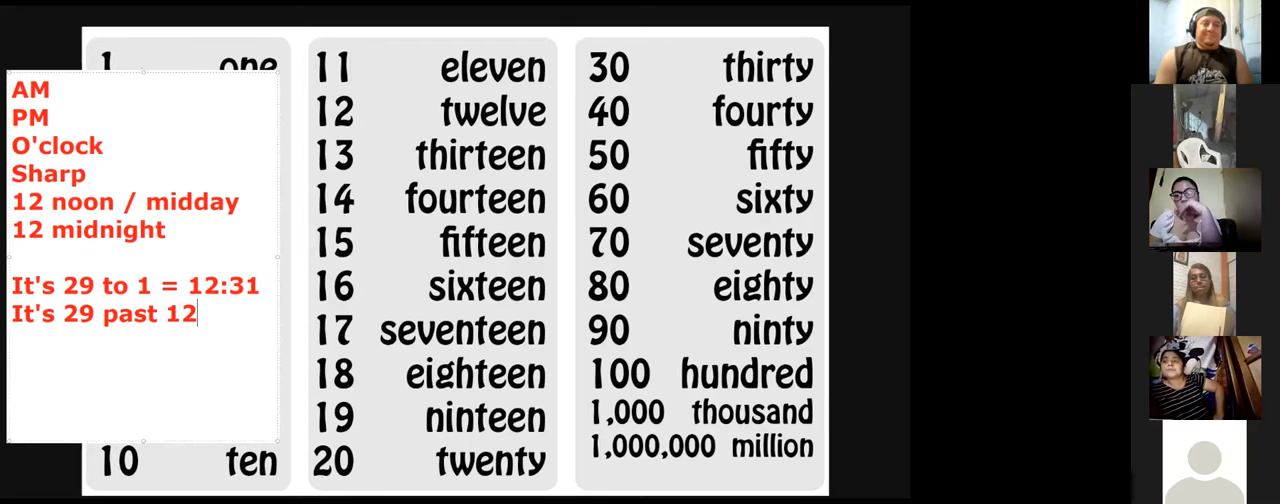 1 one
AM
PM
O'clock
Sharp
12 noon / midday
12 midnight
It's 29 to 1 = 12:31
It's 29 past 12
10 ten
11 eleven
12 twelve
13 thirteen
14 fourteen
15 fifteen
16 sixteen
17 seventeen
18 eighteen
19 ninteen
20 twenty
30 thirty
40 fourty
50 fifty
60 sixty
70 seventy
80 eighty
90 ninty
100 hundred
1,000 thousand
1,000,000 million